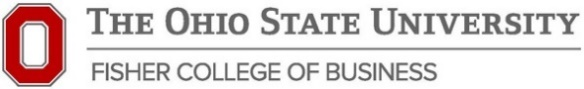 THE OHIO STATE UNIVERSITY
FISHER COLLEGE OF BUSINESS